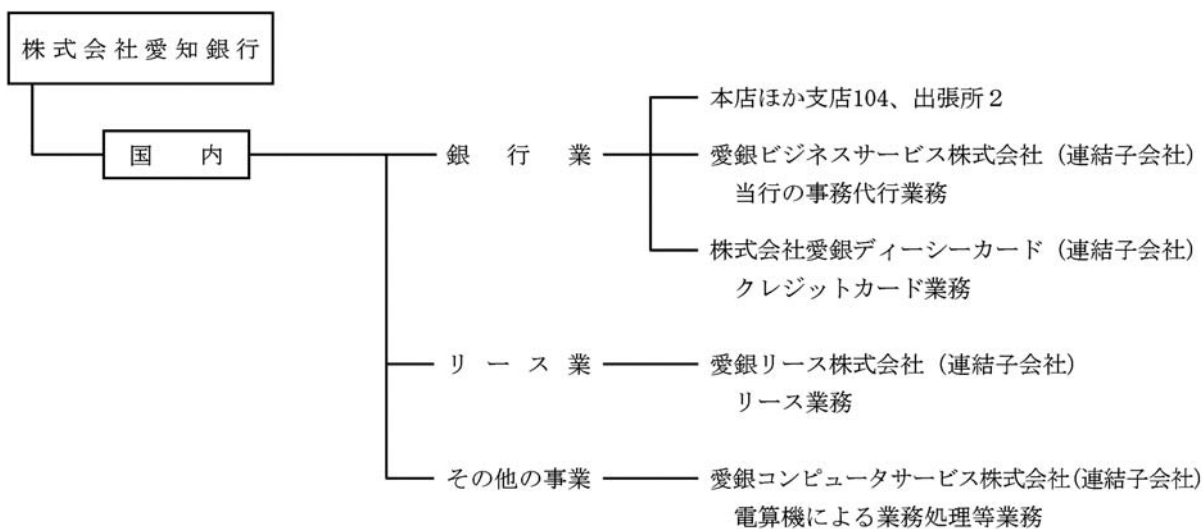 株式会社愛知銀行
本店ほか支店104、出張所2
国内
銀行業
愛銀ビジネスサービス株式会社(連結子会社)
当行の事務代行業務
株式会社愛銀ディーシーカード(連結子会社)
クレジットカード業務
リース業
愛銀リース株式会社(連結子会社)
リース業務
その他の事業
愛銀コンピュータサービス株式会社(連結子会社)
電算機による業務処理等業務